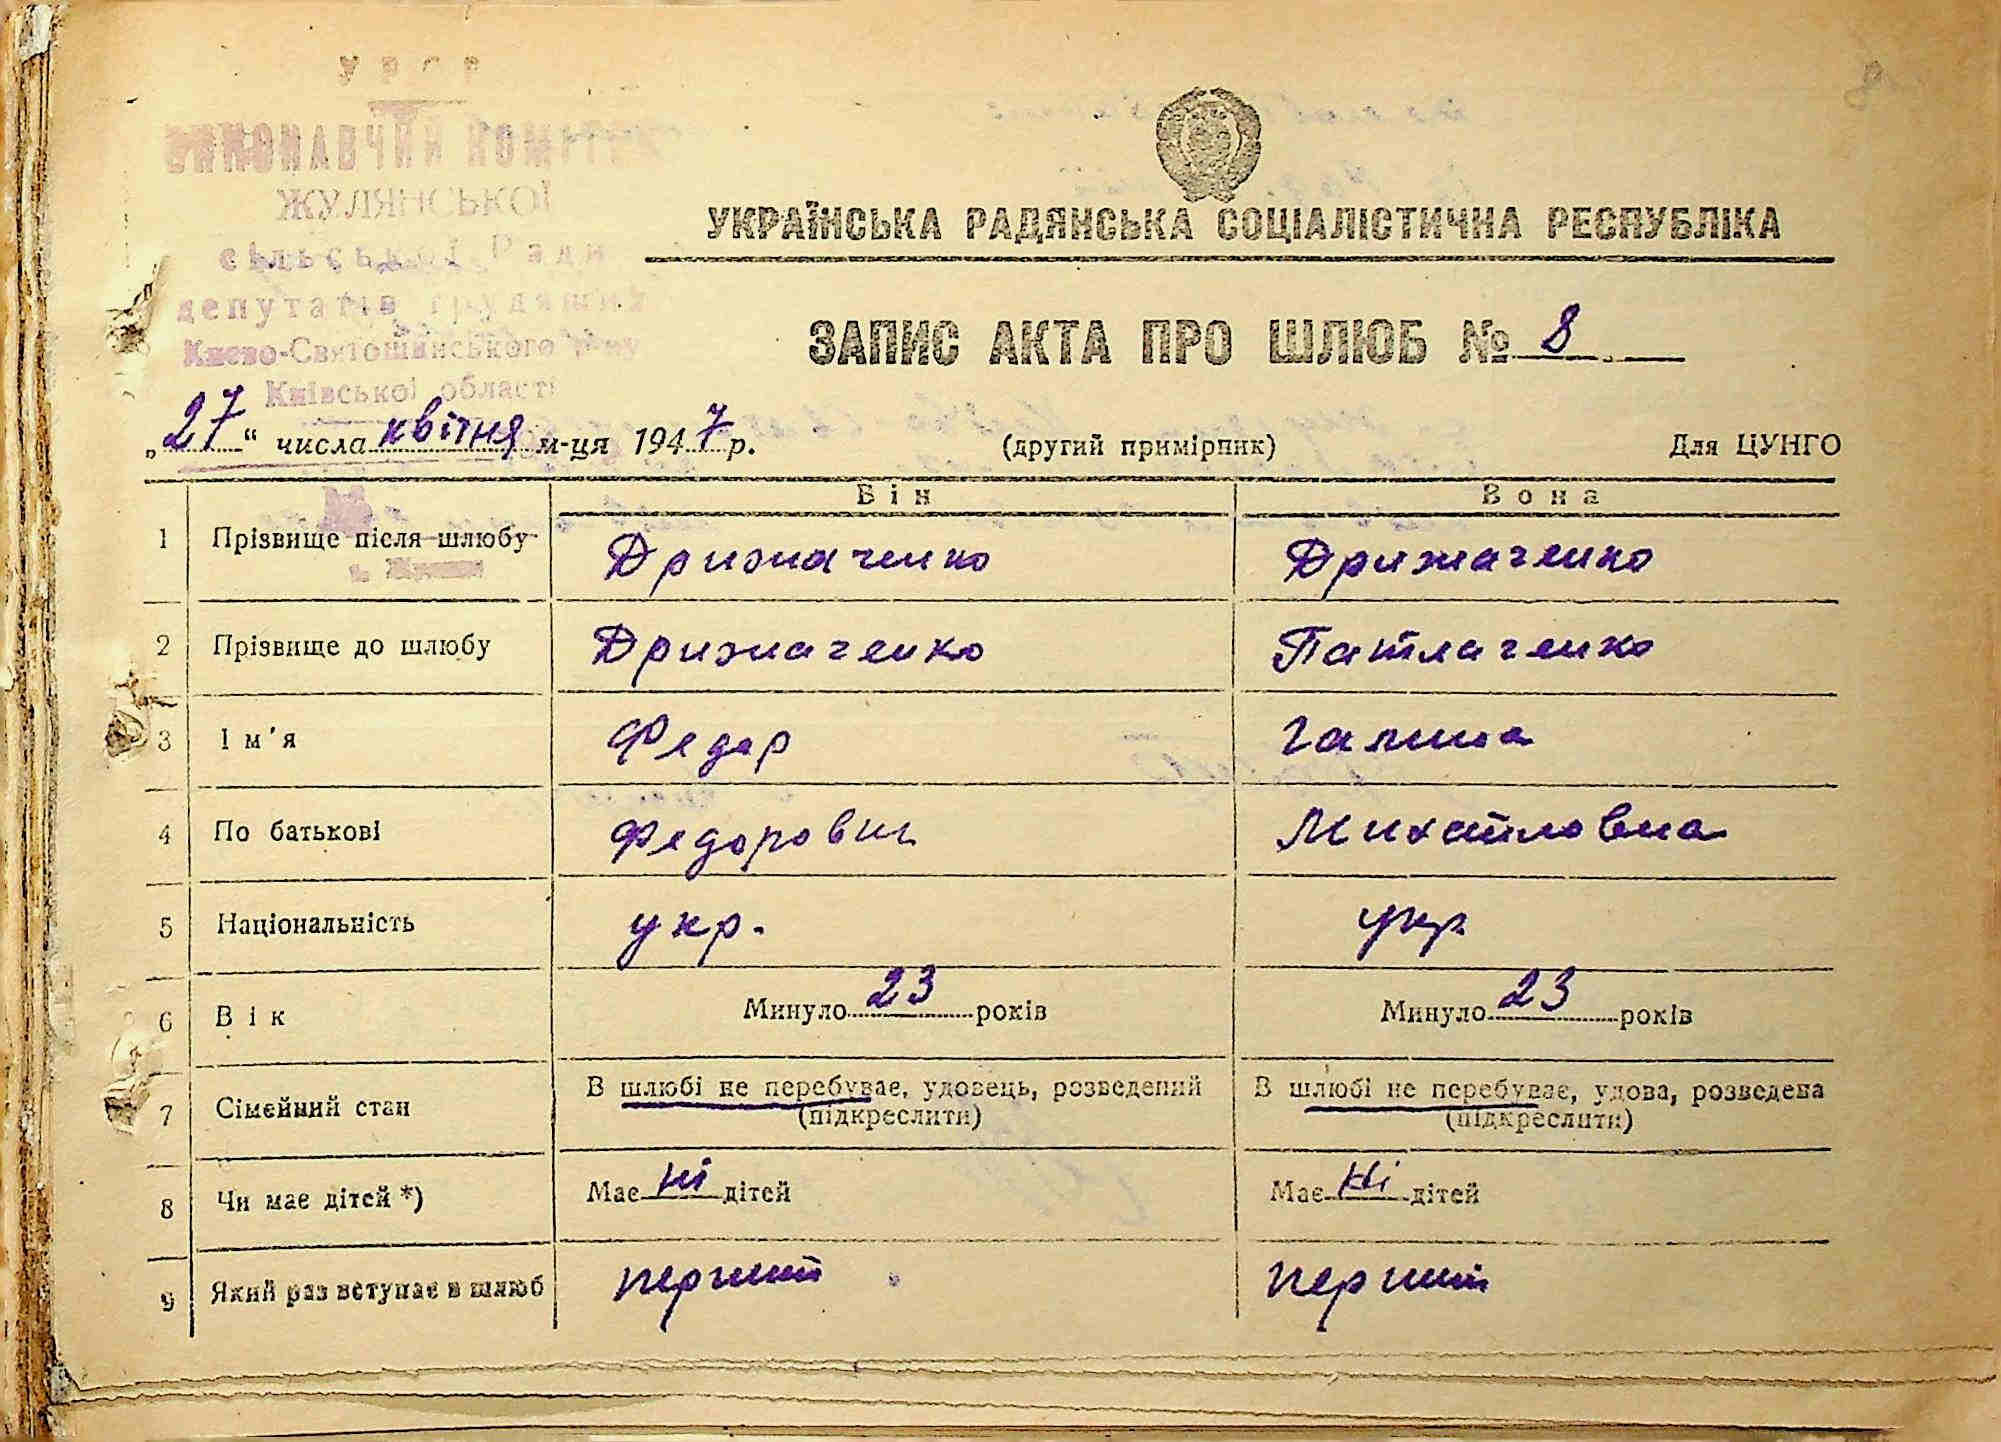 УРСР
ВИКОНАВЧИЙ КОМІТЕТ
ЖУЛЯНСЬКОЇ
сільської Ради
депутатів трудящих
Києво-Святошинського р-ну
Київської області
УКРАЇНСЬКА РАДЯНСЬКА СОЦІАЛІСТИЧНА РЕСПУБЛІКА
ЗАПИС АКТА ПРО ШЛЮБ № 8
„27“ числа квітня м-ця 1947 р. (другий примірник) Для ЦУНГО
Він Вона
1 Прізвище після шлюбу Дрижаченко Дрижаченко
2 Прізвище до шлюбу Дрижаченко Патлаченко
3 Ім'я Федор Галина
4 По батькові Федорович Михайловна
5 Національність укр. укр
6 Вік Минуло 23 років Минуло 23 років
7 Сімейний стан В шлюбі не перебуває, удовець, розведений (підкреслити) В шлюбі не перебуває, удова, розведена (підкреслити)
8 Чи має дітей *) Має ні дітей Має ні дітей
9 Який раз вступає в шлюб перший перший